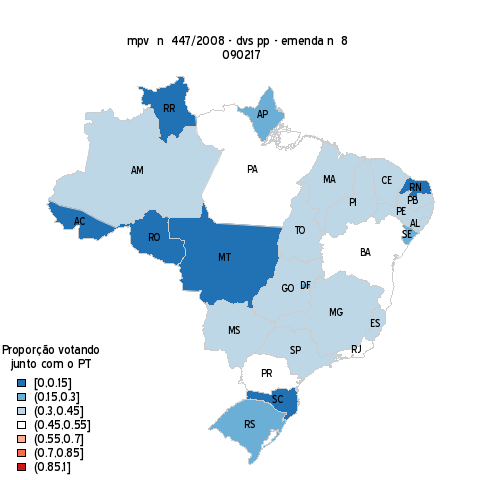 mpv n 447/2008 - dvs pp - emenda n 8
090217
RR
AP
AM
PA
MA
CE
RN
PB
PI
PE
AL
SE
AC
RO
TO
BA
MT
GO
DF
MG
ES
MS
SP
RJ
PR
SC
RS
Proporção votando
junto com o PT
[0,0.15]
(0.15,0.3]
(0.3,0.45]
(0.45,0.55]
(0.55,0.7]
(0.7,0.85]
(0.85,1]